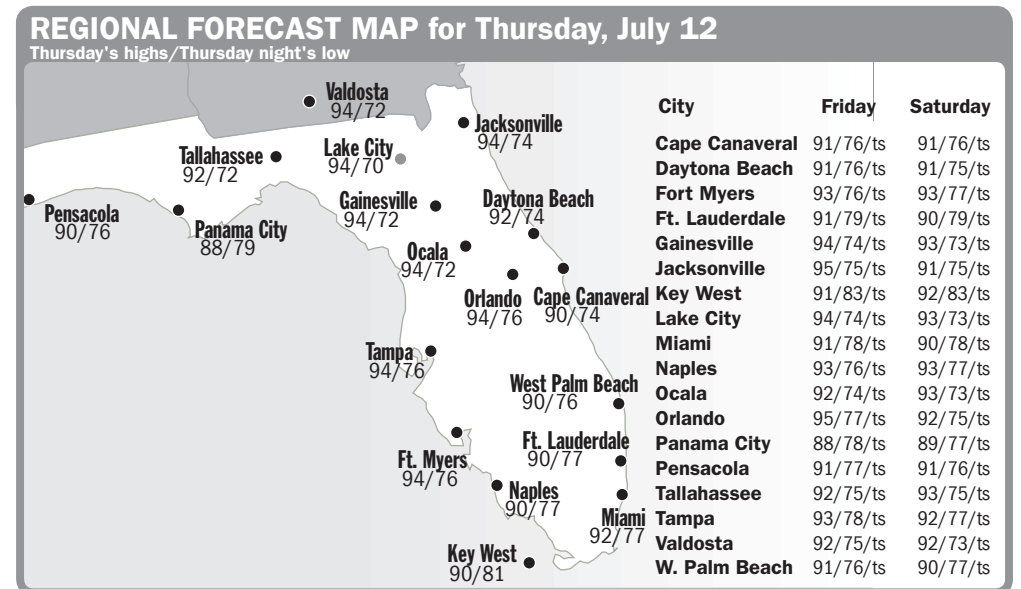 REGIONAL FORECAST MAP for Thursday, July 12
Thursday's highs/Thursday night's low
Valdosta
94/72
Jacksonville
94/74
Tallahassee
92/72
Lake City
94/70
Pensacola
90/76
Panama City
88/79
Gainesville
94/72
Daytona Beach
92/74
Ocala
94/72
Orlando
94/76
Cape Canaveral
90/74
Tampa
94/76
West Palm Beach
90/76
Ft. Lauderdale
90/77
Ft. Myers
94/76
Naples
90/77
Miami
92/77
Key West
90/81
City Friday Saturday
Cape Canaveral 91/76/ts 91/76/ts
Daytona Beach 91/76/ts 91/75/ts
Fort Myers 93/76/ts 93/77/ts
Ft. Lauderdale 91/79/ts 90/79/ts
Gainesville 94/74/ts 93/73/ts
Jacksonville 95/75/ts 91/75/ts
Key West 91/83/ts 92/83/ts
Lake City 94/74/ts 93/73/ts
Miami 91/78/ts 90/78/ts
Naples 93/76/ts 93/77/ts
Ocala 92/74/ts 93/73/ts
Orlando 95/77/ts 92/75/ts
Panama City 88/78/ts 89/77/ts
Pensacola 91/77/ts 91/76/ts
Tallahassee 92/75/ts 93/75/ts
Tampa 93/78/ts 92/77/ts
Valdosta 92/75/ts 92/73/ts
W. Palm Beach 91/76/ts 90/77/ts